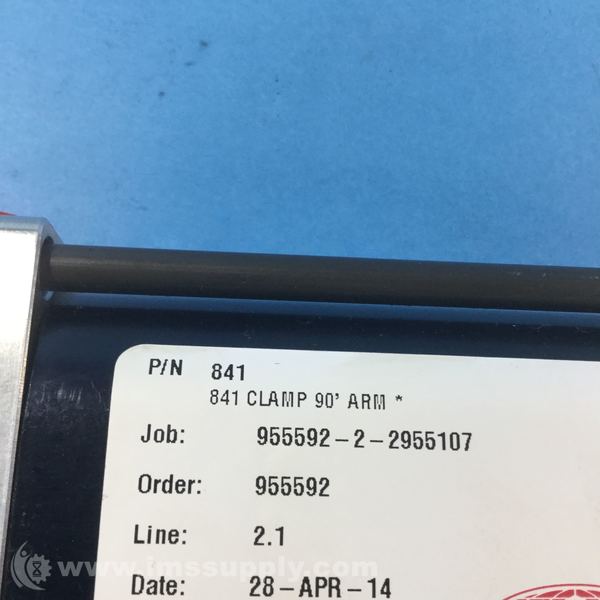 P/N 841
841 CLAMP 90' ARM *
Job: 955592-2-2955107
Order: 955592
Line: 2.1
www.imssupply.com
Date: 28-APR-14